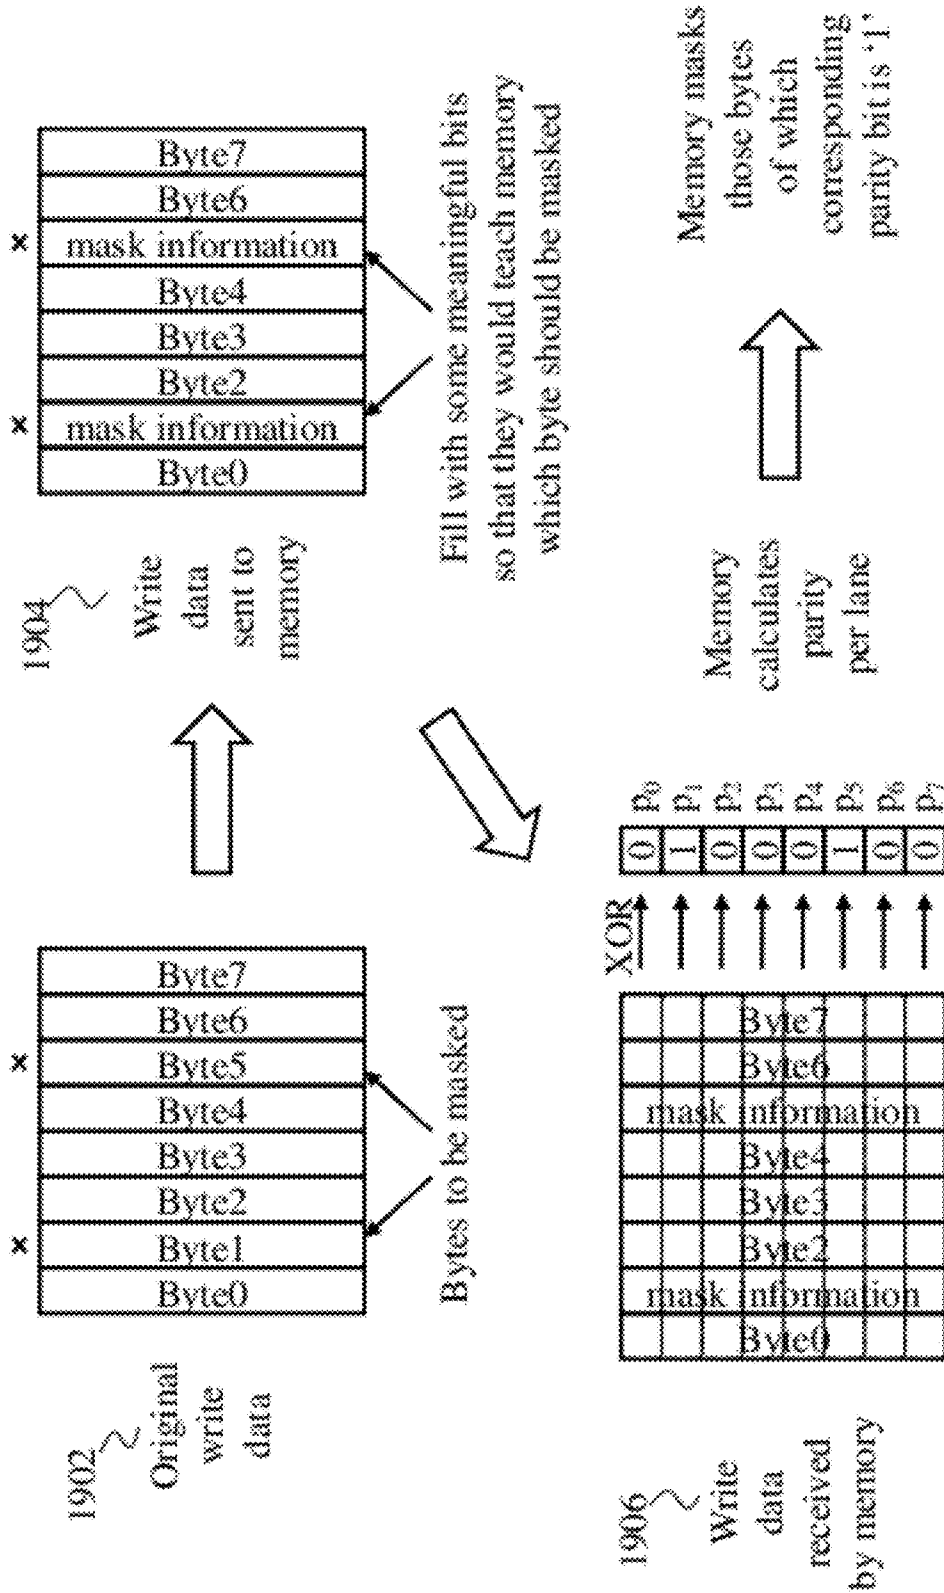 1902
Original
write
data
x
x
Byte0
Byte1
Byte2
Byte3
Byte4
Byte5
Byte6
Byte7
Bytes to be masked
1904
Write
data
sent to
memory
x
x
Byte0
mask information
Byte2
Byte3
Byte4
mask information
Byte6
Byte7
Fill with some meaningful bits
so that they would teach memory
which byte should be masked
1906
Write
data
received
by memory
Byte0
mask information
Byte2
Byte3
Byte4
mask information
Byte6
Byte7
XOR
0 P0
1 P1
0 P2
0 P3
0 P4
1 P5
0 P6
0 P7
Memory
calculates
parity
per lane
Memory masks
those bytes
of which
corresponding
parity bit is ‘1’